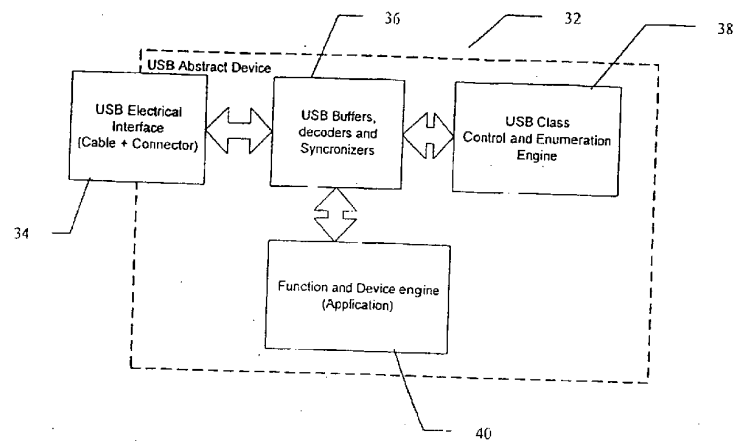 36
32
38
USB Abstract Device
USB Electrical
Interface
(Cable + Connector)
USB Buffers,
decoders and
Syncronizers
USB Class
Control and Enumeration
Engine
34
Function and Device engine
(Application)
40